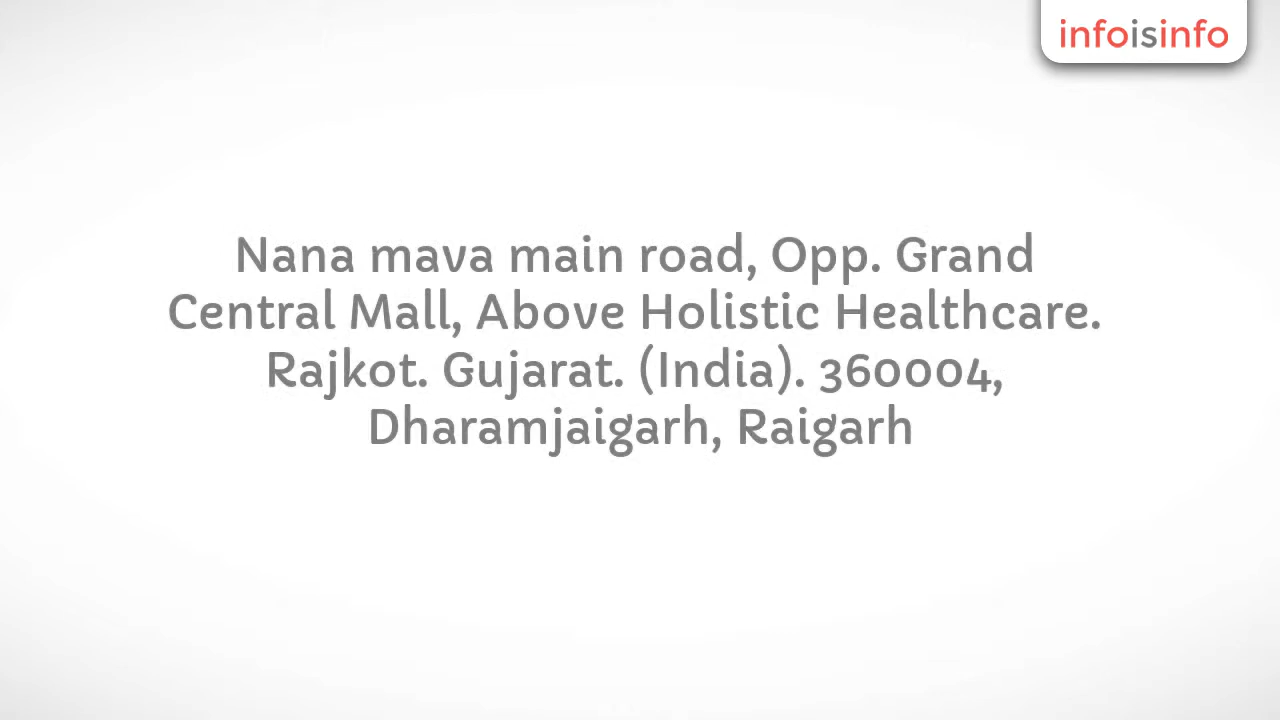 infoisinfo
Nana mava main road, Opp. Grand
Central Mall, Above Holistic Healthcare.
Rajkot. Gujarat. (India). 360004,
Dharamjaigarh, Raigarh